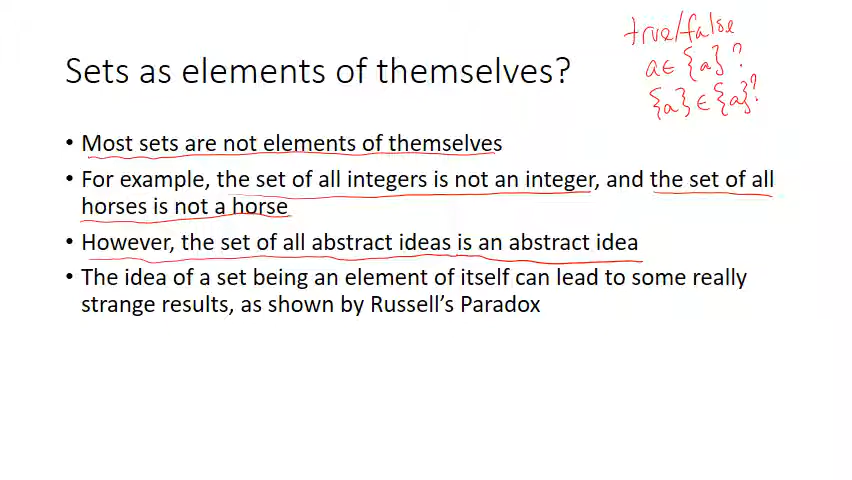 true/false
a ∈ {a} ?
{a} ∈ {a} ?
Sets as elements of themselves?
• Most sets are not elements of themselves
• For example, the set of all integers is not an integer, and the set of all
horses is not a horse
• However, the set of all abstract ideas is an abstract idea
• The idea of a set being an element of itself can lead to some really
strange results, as shown by Russell's Paradox